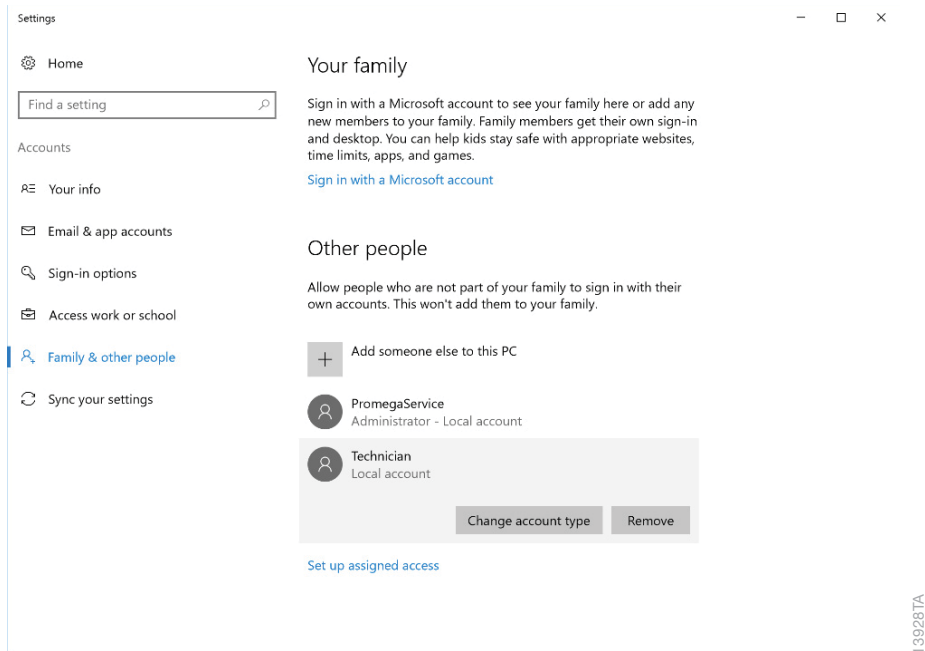 Settings
Home
Find a setting
Accounts
Your info
Email & app accounts
Sign-in options
Access work or school
Family & other people
Sync your settings
Your family
Sign in with a Microsoft account to see your family here or add any
new members to your family. Family members get their own sign-in
and desktop. You can help kids stay safe with appropriate websites,
time limits, apps, and games.
Sign in with a Microsoft account
Other people
Allow people who are not part of your family to sign in with their
own accounts. This won't add them to your family.
Add someone else to this PC
PromegaService
Administrator - Local account
Technician
Local account
Change account type
Remove
Set up assigned access
13928TA